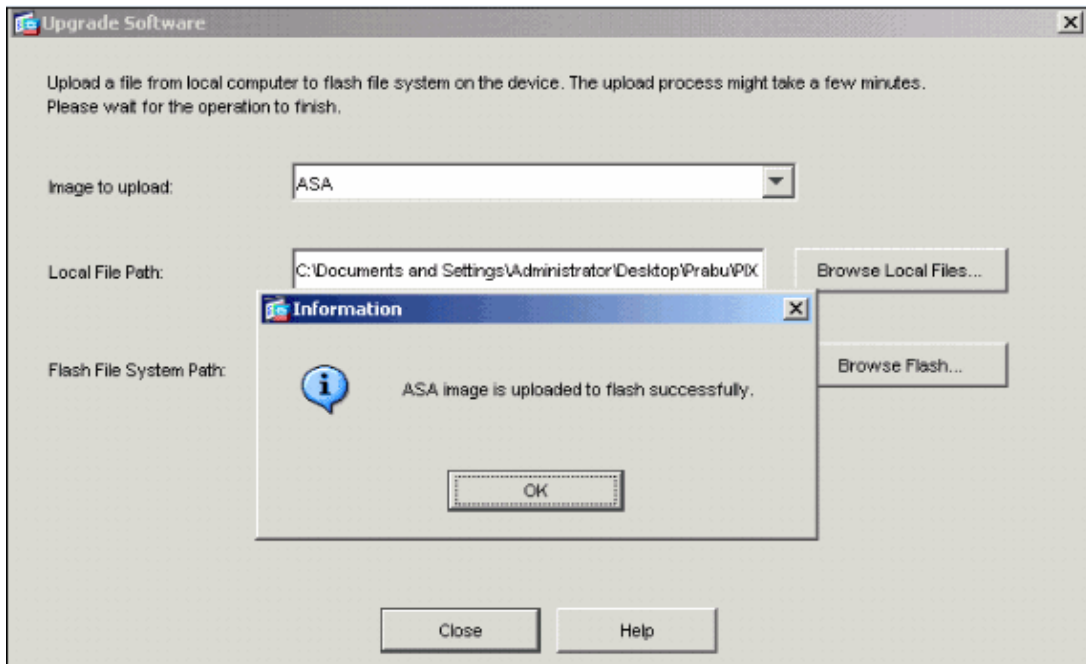 Upgrade Software
Upload a file from local computer to flash file system on the device. The upload process might take a few minutes.
Please wait for the operation to finish.
Image to upload:
ASA
Local File Path:
C:\Documents and Settings\Administrator\Desktop\Prabu\PIX
Browse Local Files...
Information
Flash File System Path:
Browse Flash...
ASA image is uploaded to flash successfully.
OK
Close
Help